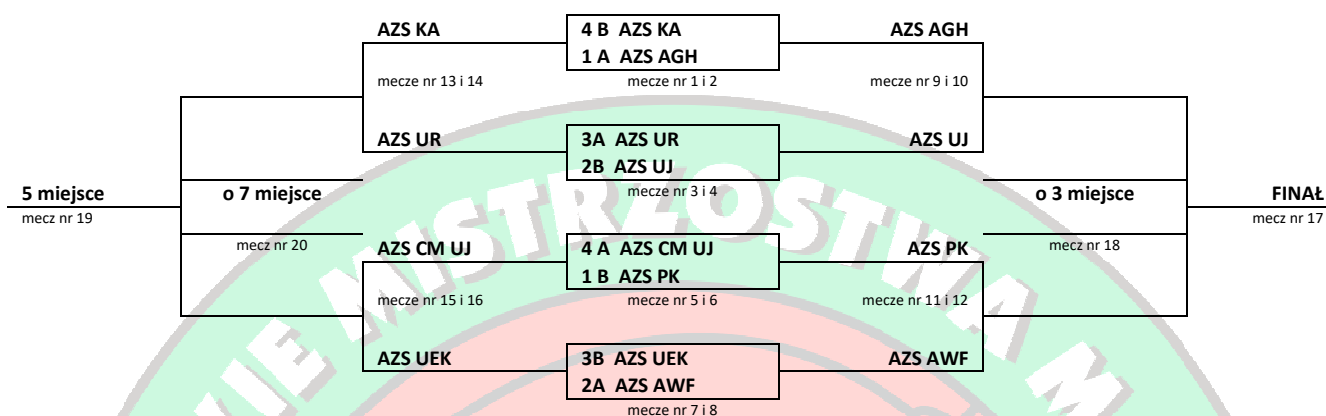 AZS KA
4 B AZS KA
AZS AGH
1 A AZS AGH
mecze nr 13 i 14
mecze nr 1 i 2
mecze nr 9 i 10
AZS UR
3A AZS UR
AZS UJ
2B AZS UJ
5 miejsce
o 7 miejsce
mecze nr 3 i 4
o 3 miejsce
FINAŁ
mecz nr 19
mecz nr 17
mecz nr 20
AZS CM UJ
4 A AZS CM UJ
AZS PK
mecz nr 18
1 B AZS PK
mecze nr 15 i 16
mecze nr 5 i 6
mecze nr 11 i 12
AZS UEK
3B AZS UEK
AZS AWF
2A AZS AWF
mecze nr 7 i 8
IE MISTRZOSTWA M